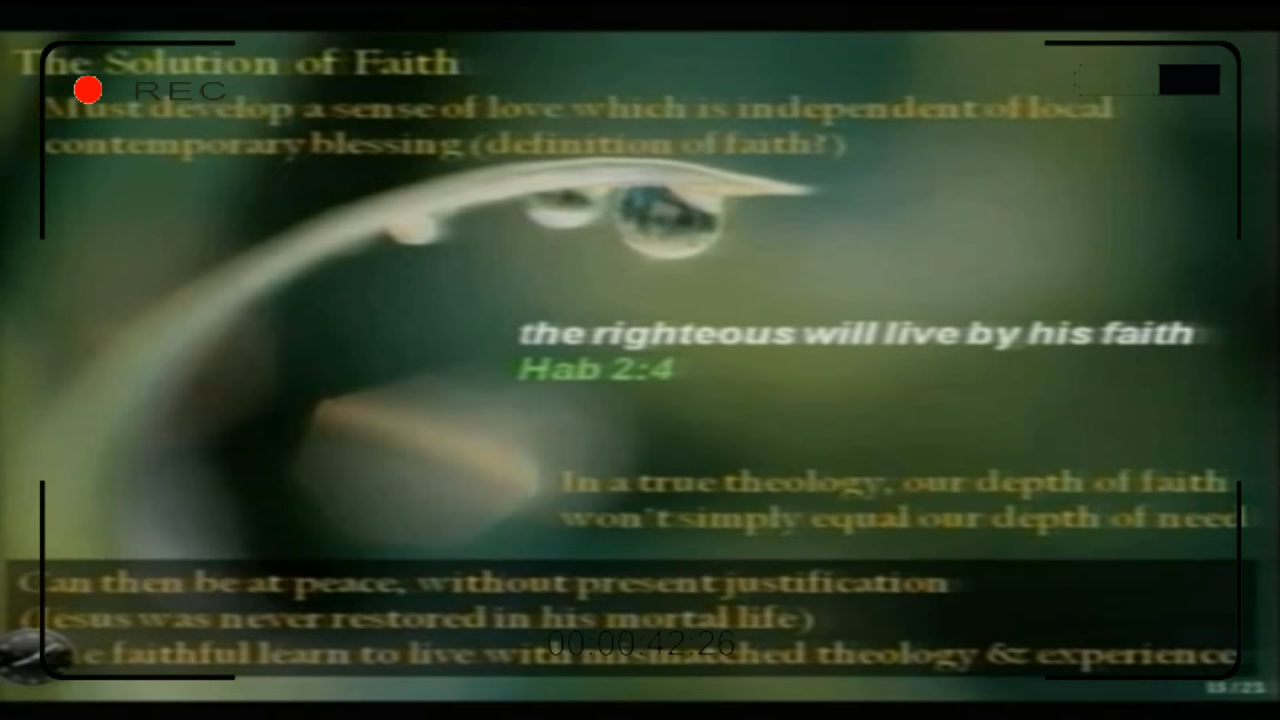 The Solution of Faith
REC
Must develop a sense of love which is independent of local
contemporary blessing (definition of faith?)
the righteous will live by his faith
Hab 2:4
In a true theology, our depth of faith
won't simply equal our depth of need
Can then be at peace, without present justification
(Jesus was never restored in his mortal life)
00:00:42:26
faithful learn to live with mismatched theology & experience